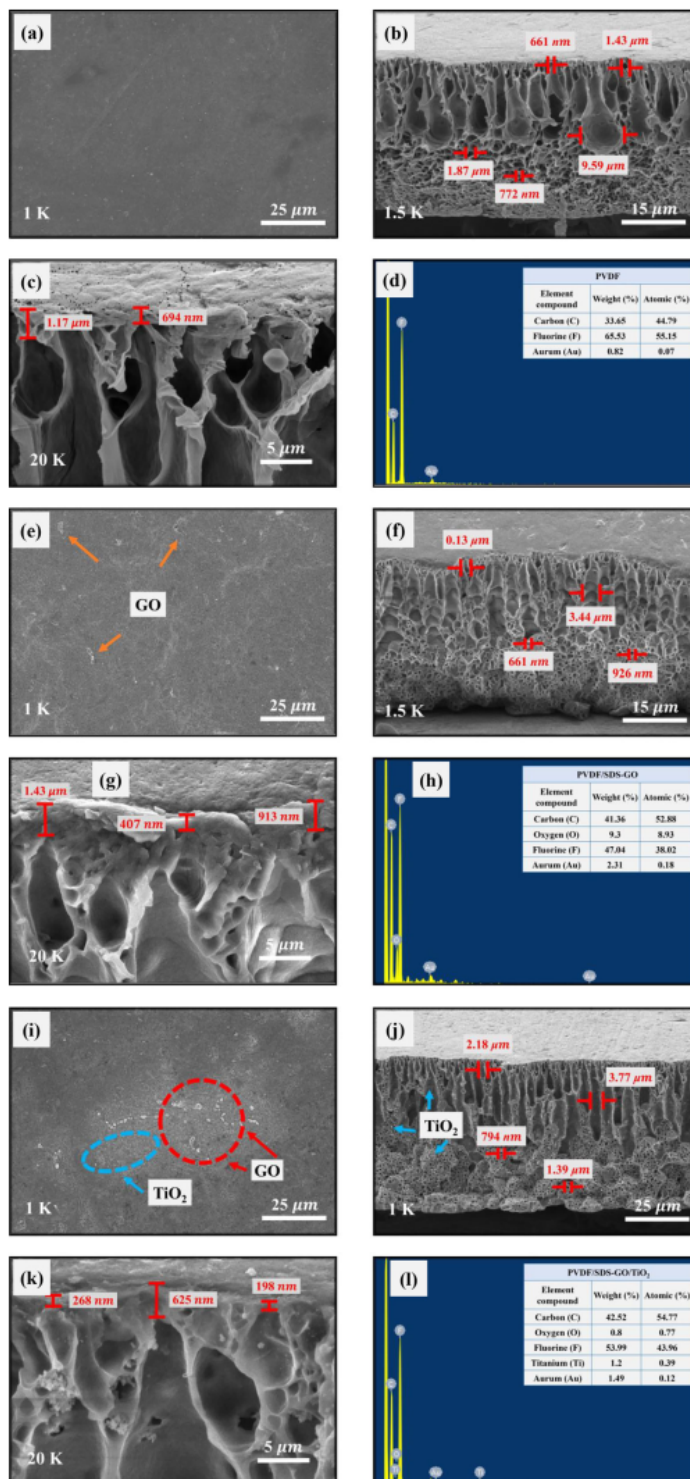 (a)
1 K
25 μm
(b)
661 nm
1.43 μm
1.87 μm
772 nm
9.59 μm
1.5 K
15 μm
(c)
1.17 μm
694 nm
20 K
5 μm
(d)
PVDF
Element compound Weight (%) Atomic (%)
Carbon (C) 33.65 44.79
Fluorine (F) 65.53 55.15
Aurum (Au) 0.82 0.07
(e)
GO
1 K
25 μm
(f)
0.13 μm
3.44 μm
661 nm
926 nm
1.5 K
15 μm
(g)
1.43 μm
407 nm
913 nm
20 K
5 μm
(h)
PVDF/SDS-GO
Element compound Weight (%) Atomic (%)
Carbon (C) 41.36 52.88
Oxygen (O) 9.3 8.93
Fluorine (F) 47.04 38.02
Aurum (Au) 2.31 0.18
(i)
GO
TiO₂
1 K
25 μm
(j)
2.18 μm
3.77 μm
TiO₂
794 nm
1.39 μm
1 K
25 μm
(k)
268 nm
625 nm
198 nm
20 K
5 μm
(l)
PVDF/SDS-GO/TiO₂
Element compound Weight (%) Atomic (%)
Carbon (C) 42.52 54.77
Oxygen (O) 0.8 0.77
Fluorine (F) 53.99 43.96
Titanium (Ti) 1.2 0.39
Aurum (Au) 1.49 0.12